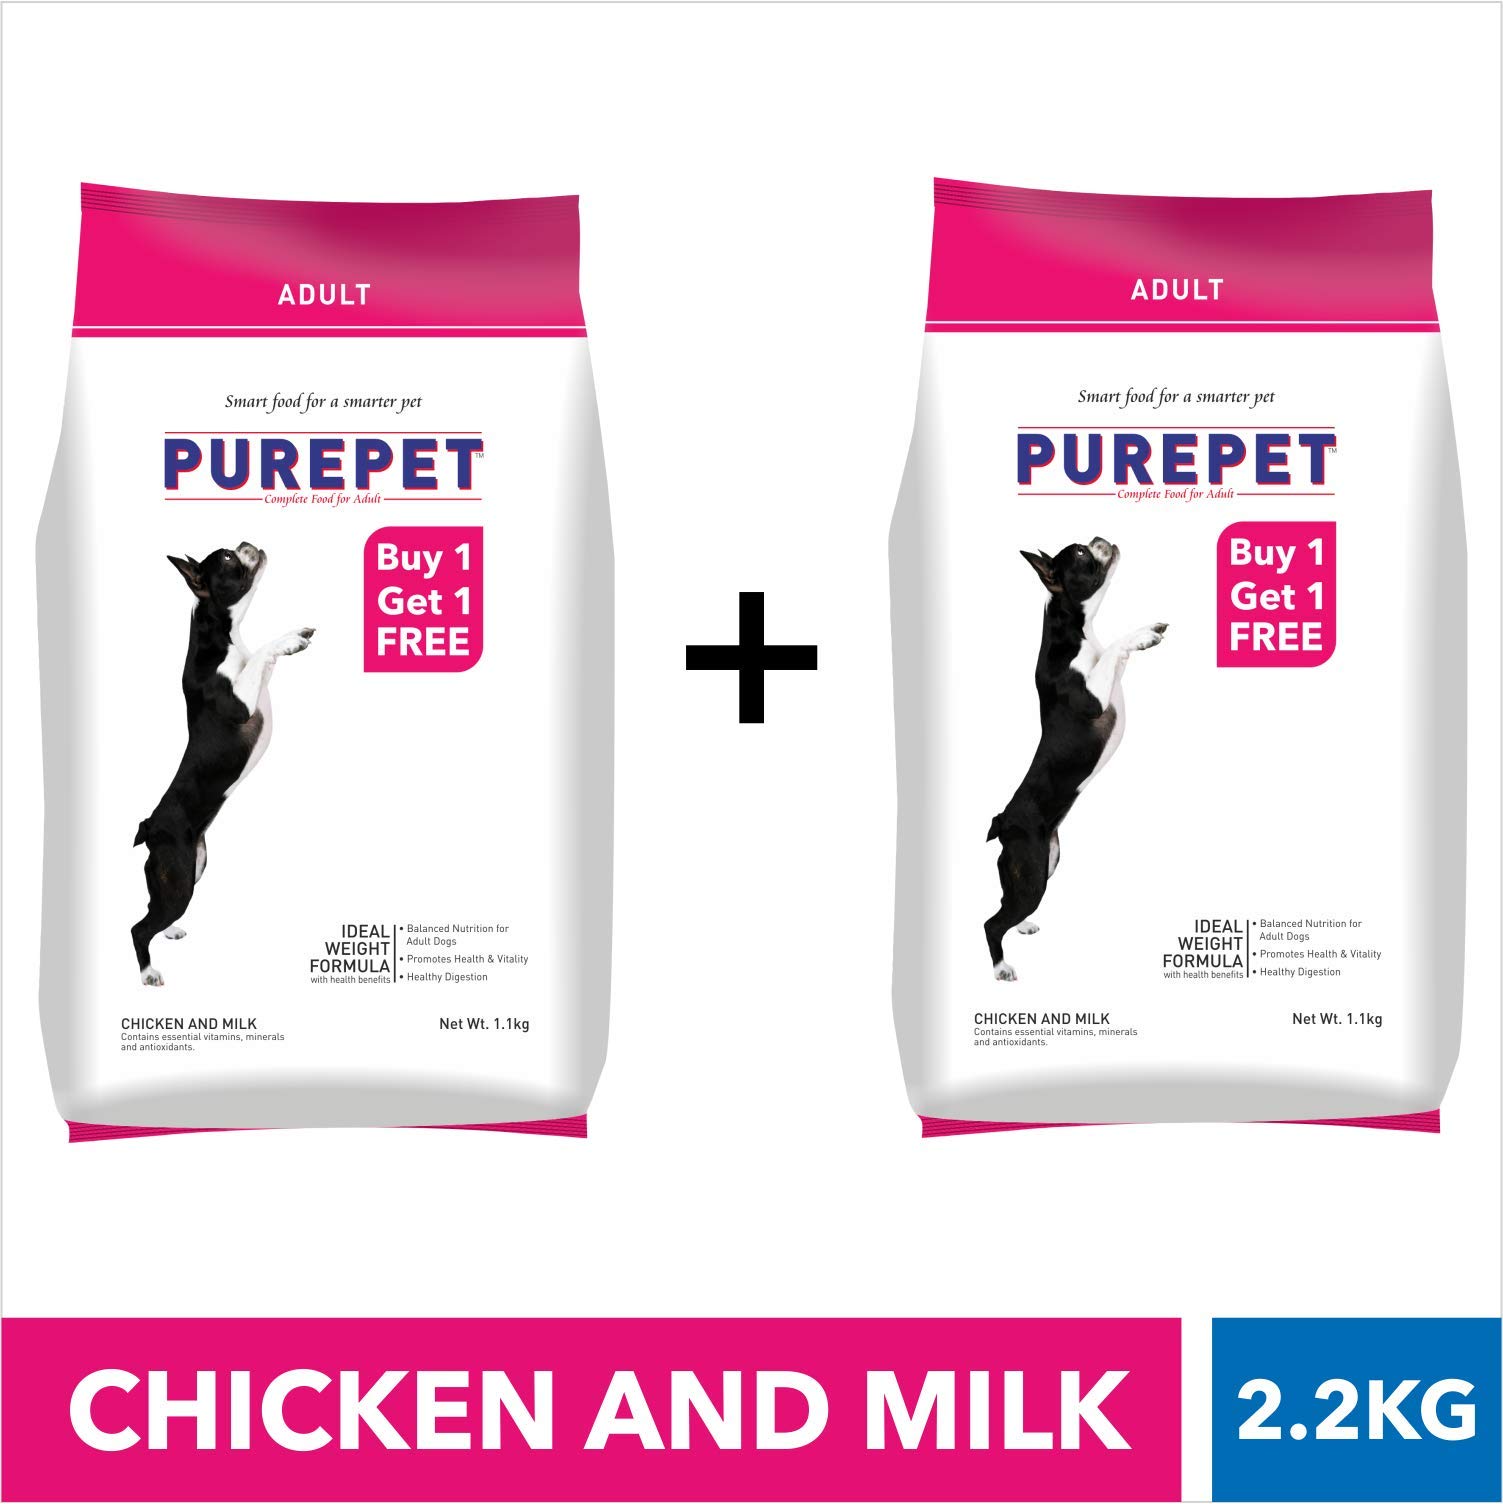 ADULT
Smart food for a smarter pet
PUREPET™
Complete Food for Adult
Buy 1
Get 1
FREE
IDEAL
WEIGHT
FORMULA
with health benefits
• Balanced Nutrition for
Adult Dogs
• Promotes Health & Vitality
• Healthy Digestion
CHICKEN AND MILK
Contains essential vitamins, minerals
and antioxidants.
Net Wt. 1.1kg
+
ADULT
Smart food for a smarter pet
PUREPET™
Complete Food for Adult
Buy 1
Get 1
FREE
IDEAL
WEIGHT
FORMULA
with health benefits
• Balanced Nutrition for
Adult Dogs
• Promotes Health & Vitality
• Healthy Digestion
CHICKEN AND MILK
Contains essential vitamins, minerals
and antioxidants.
Net Wt. 1.1kg
CHICKEN AND MILK
2.2KG